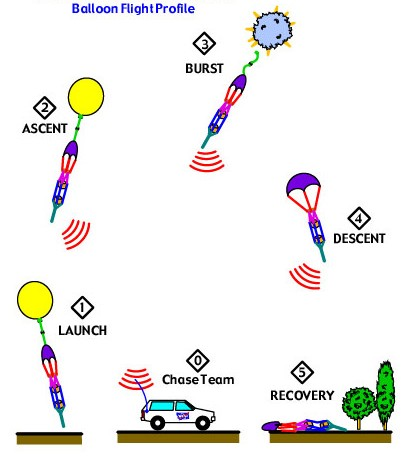 Balloon Flight Profile
3
BURST
2
ASCENT
4
DESCENT
1
LAUNCH
0
Chase Team
5
RECOVERY